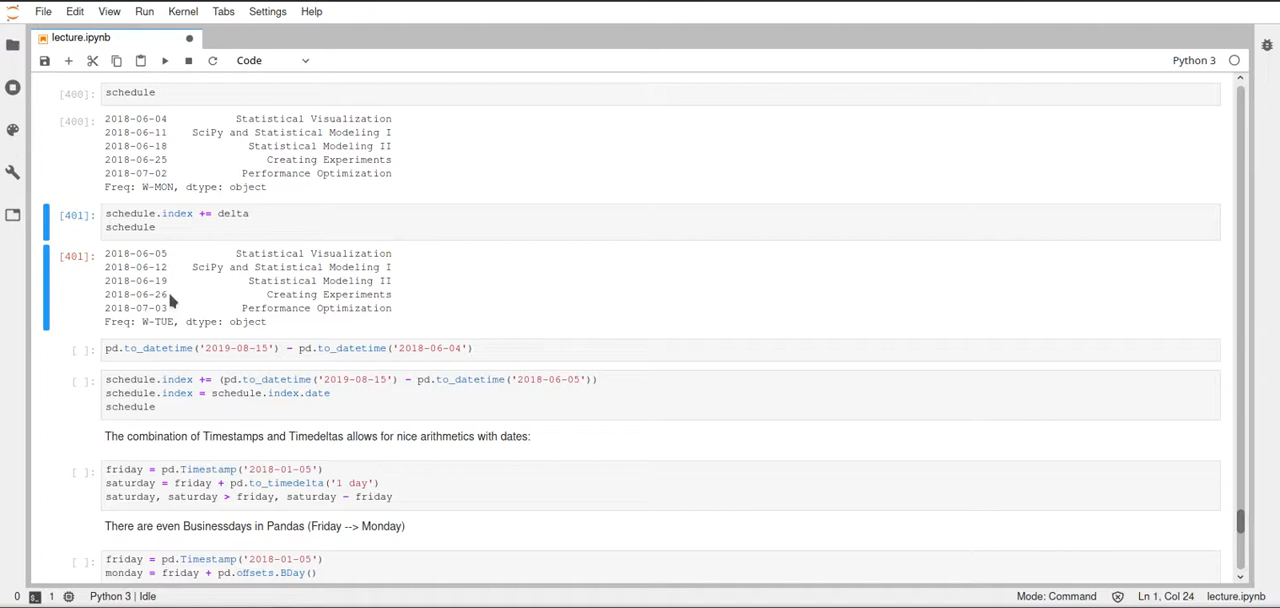 File Edit View Run Kernel Tabs Settings Help
lecture.ipynb
Code
Python 3
[400]: schedule
[400]: 2018-06-04 Statistical Visualization
2018-06-11 SciPy and Statistical Modeling I
2018-06-18 Statistical Modeling II
2018-06-25 Creating Experiments
2018-07-02 Performance Optimization
Freq: W-MON, dtype: object
[401]: schedule.index += delta
schedule
[401]: 2018-06-05 Statistical Visualization
2018-06-12 SciPy and Statistical Modeling I
2018-06-19 Statistical Modeling II
2018-06-26 Creating Experiments
2018-07-03 Performance Optimization
Freq: W-TUE, dtype: object
[ ]: pd.to_datetime('2019-08-15') - pd.to_datetime('2018-06-04')
[ ]: schedule.index += (pd.to_datetime('2019-08-15') - pd.to_datetime('2018-06-05'))
schedule.index = schedule.index.date
schedule
The combination of Timestamps and Timedeltas allows for nice arithmetics with dates:
[ ]: friday = pd.Timestamp('2018-01-05')
saturday = friday + pd.to_timedelta('1 day')
saturday, saturday > friday, saturday - friday
There are even Businessdays in Pandas (Friday --> Monday)
[ ]: friday = pd.Timestamp('2018-01-05')
monday = friday + pd.offsets.BDay()
0 1 Python 3 | Idle Mode: Command Ln 1, Col 24 lecture.ipynb